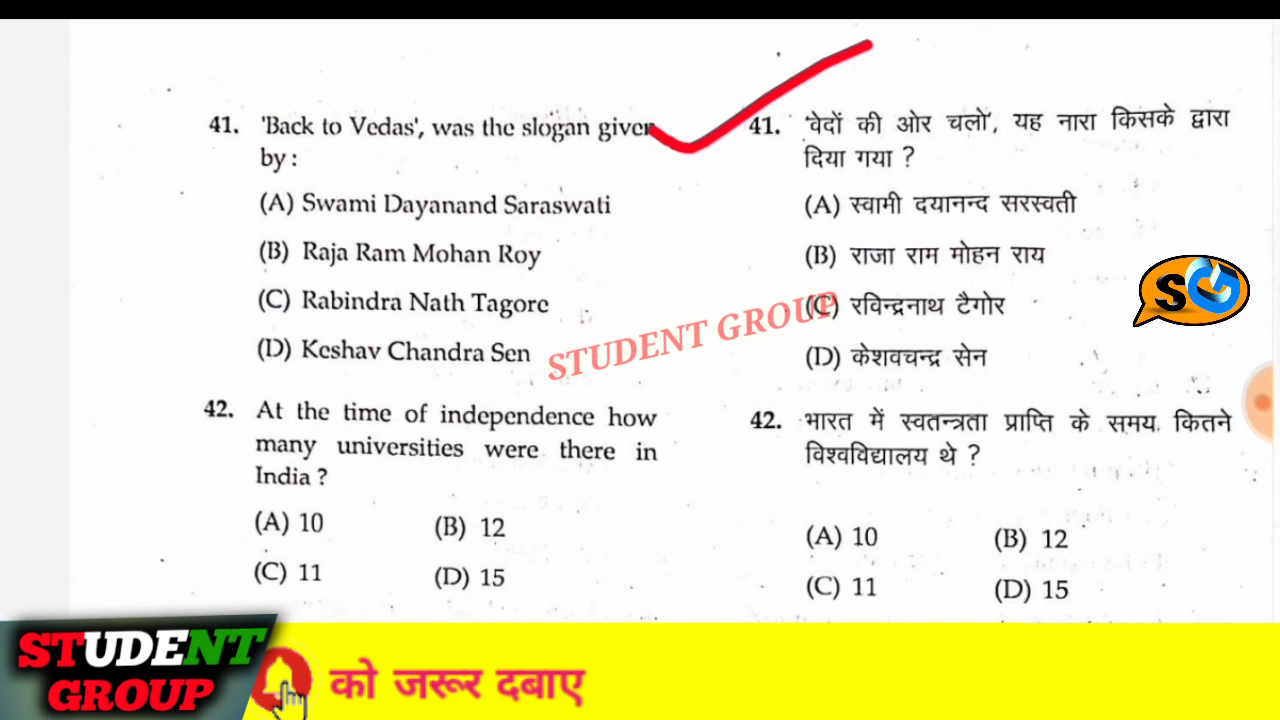 41. 'Back to Vedas', was the slogan given
by :
(A) Swami Dayanand Saraswati
(B) Raja Ram Mohan Roy
(C) Rabindra Nath Tagore
(D) Keshav Chandra Sen
42. At the time of independence how
many universities were there in
India ?
(A) 10 (B) 12
(C) 11 (D) 15
41. 'वेदों की ओर चलो', यह नारा किसके द्वारा
दिया गया ?
(A) स्वामी दयानन्द सरस्वती
(B) राजा राम मोहन राय
(C) रविन्द्रनाथ टैगोर
(D) केशवचन्द्र सेन
42. भारत में स्वतन्त्रता प्राप्ति के समय कितने
विश्वविद्यालय थे ?
(A) 10 (B) 12
(C) 11 (D) 15
STUDENT GROUP
SG
STUDENT
GROUP
को जरूर दबाए